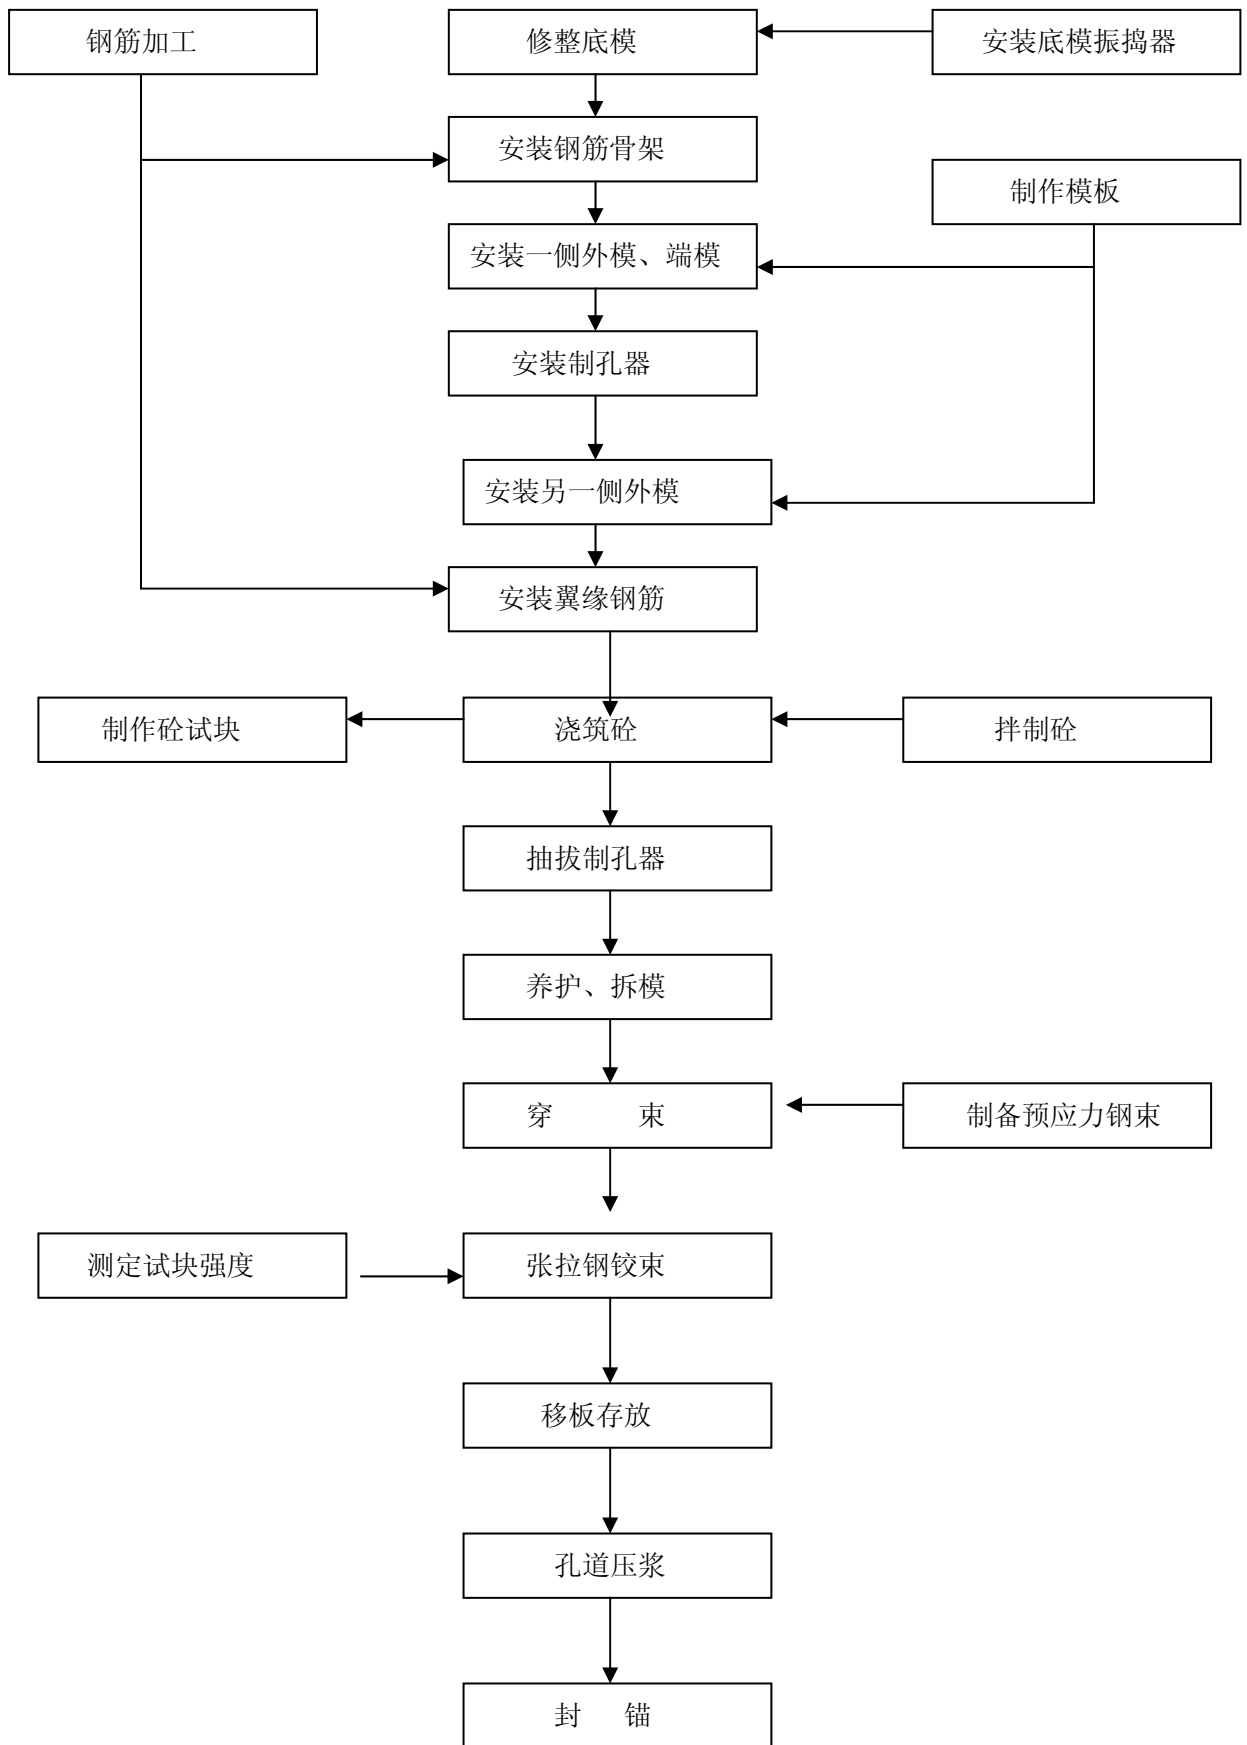 钢筋加工
修整底模
安装底模振捣器
安装钢筋骨架
制作模板
安装一侧外模、端模
安装制孔器
安装另一侧外模
安装翼缘钢筋
制作砼试块
浇筑砼
拌制砼
抽拔制孔器
养护、拆模
穿 束
制备预应力钢束
测定试块强度
张拉钢铰束
移板存放
孔道压浆
封 锚